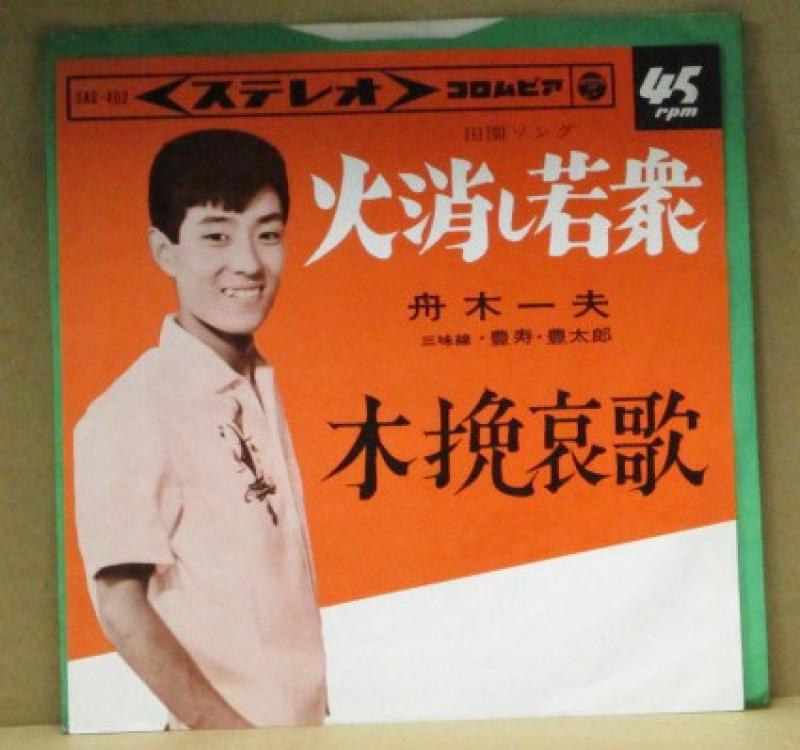 SAS-402 ステレオ コロムビア
45
rpm
田園ソング
火消し若衆
舟木一夫
三味線・豊寿・豊太郎
木挽哀歌